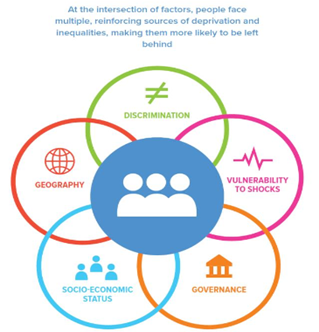 At the intersection of factors, people face
multiple, reinforcing sources of deprivation and
inequalities, making them more likely to be left
behind
DISCRIMINATION
GEOGRAPHY
VULNERABILITY
TO SHOCKS
SOCIO-ECONOMIC
STATUS
GOVERNANCE